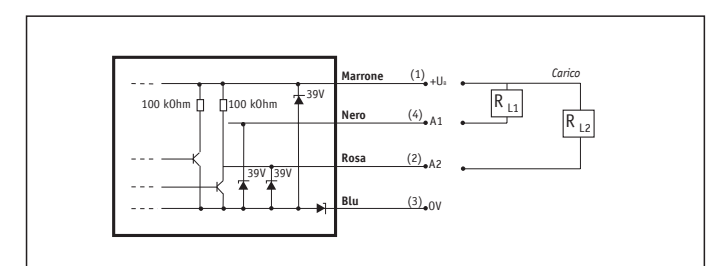 Marrone (1) +Uₛ Carico
39V
100 kOhm 100 kOhm
R L1
Nero (4) A1
R L2
Rosa (2) A2
39V 39V
Blu (3) 0V